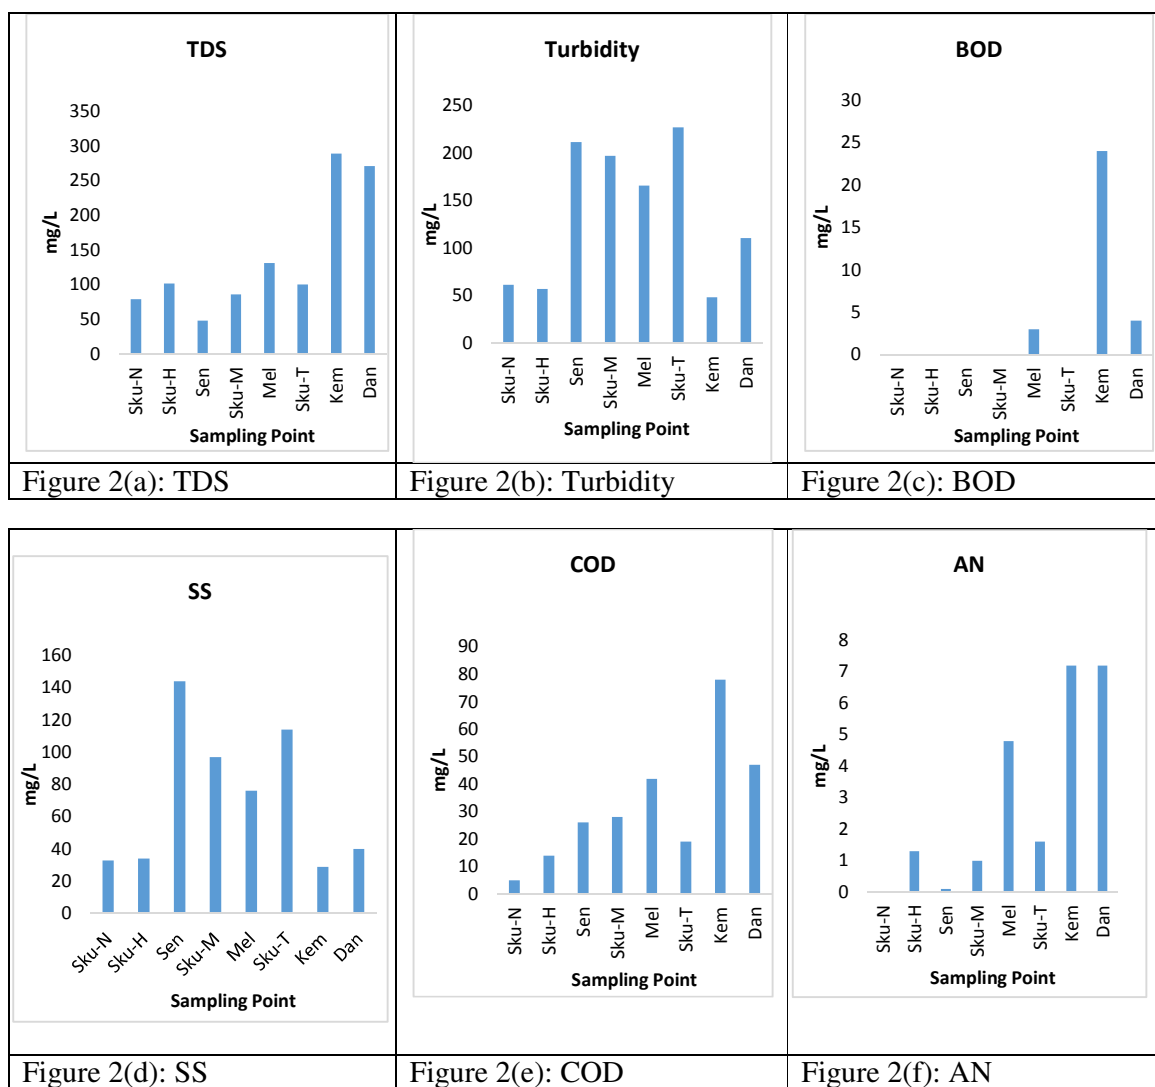 TDS
350
300
250
200
150
100
50
0
mg/L
Sku-N
Sku-H
Sen
Sku-M
Mel
Sku-T
Kem
Dan
Sampling Point
Figure 2(a): TDS
Turbidity
250
200
150
100
50
0
mg/L
Sku-N
Sku-H
Sen
Sku-M
Mel
Sku-T
Kem
Dan
Sampling Point
Figure 2(b): Turbidity
BOD
30
25
20
15
10
5
0
mg/L
Sku-N
Sku-H
Sen
Sku-M
Mel
Sku-T
Kem
Dan
Sampling Point
Figure 2(c): BOD
SS
160
140
120
100
80
60
40
20
0
mg/L
Sku-N
Sku-H
Sen
Sku-M
Mel
Sku-T
Kem
Dan
Sampling Point
Figure 2(d): SS
COD
90
80
70
60
50
40
30
20
10
0
mg/L
Sku-N
Sku-H
Sen
Sku-M
Mel
Sku-T
Kem
Dan
Sampling Point
Figure 2(e): COD
AN
8
7
6
5
4
3
2
1
0
mg/L
Sku-N
Sku-H
Sen
Sku-M
Mel
Sku-T
Kem
Dan
Sampling Point
Figure 2(f): AN